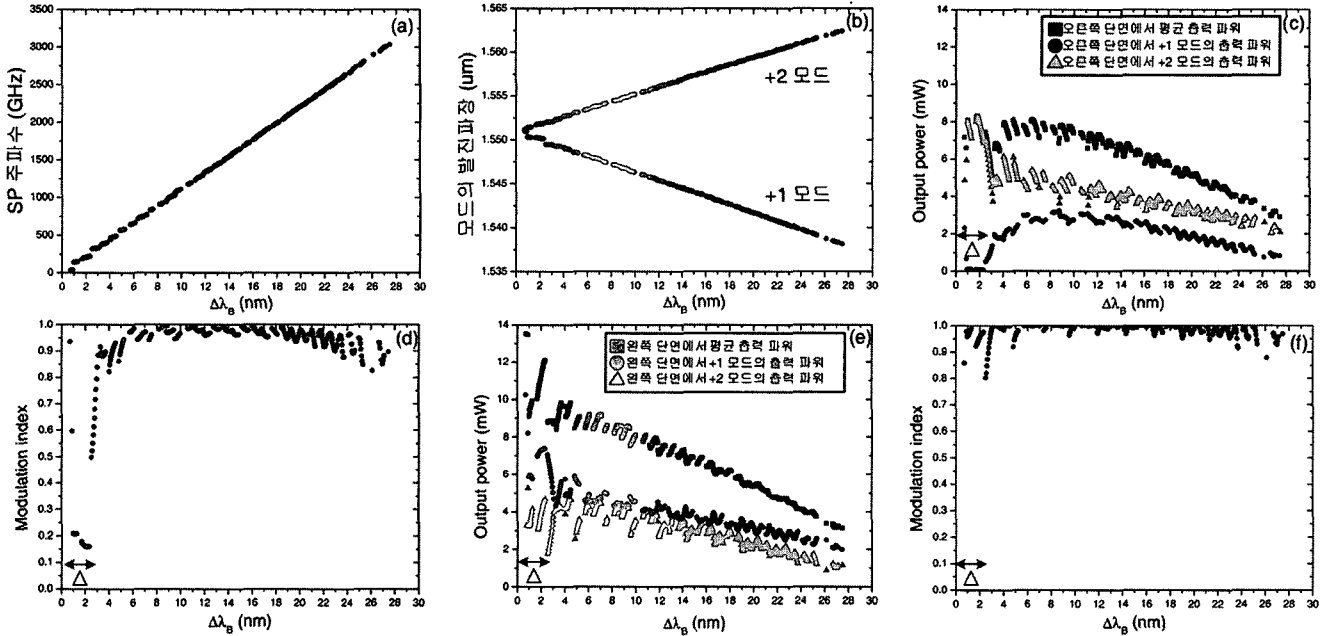 (a)
SP 주파수 (GHz)
3500
3000
2500
2000
1500
1000
500
0
0 2 4 6 8 10 12 14 16 18 20 22 24 26 28 30
Δλ_B (nm)
(b)
모드의 발진파장 (um)
1.565
1.560
1.555
1.550
1.545
1.540
1.535
+2 모드
+1 모드
0 2 4 6 8 10 12 14 16 18 20 22 24 26 28 30
Δλ_B (nm)
(c)
오른쪽 단면에서 평균 출력 파워
오른쪽 단면에서 +1 모드의 출력 파워
오른쪽 단면에서 +2 모드의 출력 파워
Output power (mW)
14
12
10
8
6
4
2
0
△
0 2 4 6 8 10 12 14 16 18 20 22 24 26 28 30
Δλ_B (nm)
(d)
Modulation index
1.0
0.9
0.8
0.7
0.6
0.5
0.4
0.3
0.2
0.1
0.0
△
0 2 4 6 8 10 12 14 16 18 20 22 24 26 28 30
Δλ_B (nm)
(e)
왼쪽 단면에서 평균 출력 파워
왼쪽 단면에서 +1 모드의 출력 파워
왼쪽 단면에서 +2 모드의 출력 파워
Output power (mW)
14
12
10
8
6
4
2
0
△
0 2 4 6 8 10 12 14 16 18 20 22 24 26 28 30
Δλ_B (nm)
(f)
Modulation index
1.0
0.9
0.8
0.7
0.6
0.5
0.4
0.3
0.2
0.1
0.0
△
0 2 4 6 8 10 12 14 16 18 20 22 24 26 28 30
Δλ_B (nm)